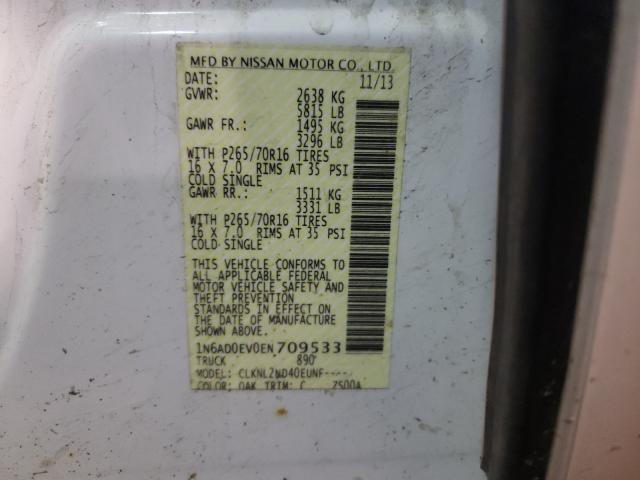 MFD BY NISSAN MOTOR CO., LTD.
DATE: 11/13
GVWR: 2638 KG
5815 LB
GAWR FR.: 1495 KG
3296 LB
WITH P265/70R16 TIRES
16 X 7.0 RIMS AT 35 PSI
COLD SINGLE
GAWR RR.: 1511 KG
3331 LB
WITH P265/70R16 TIRES
16 X 7.0 RIMS AT 35 PSI
COLD SINGLE
THIS VEHICLE CONFORMS TO
ALL APPLICABLE FEDERAL
MOTOR VEHICLE SAFETY AND
THEFT PREVENTION
STANDARDS IN EFFECT ON
THE DATE OF MANUFACTURE
SHOWN ABOVE.
1N6AD0EV0EN709533
TRUCK 890
MODEL: CLKNL2WD40EUNF-----
COLOR: QAK TRIM: C Z500A